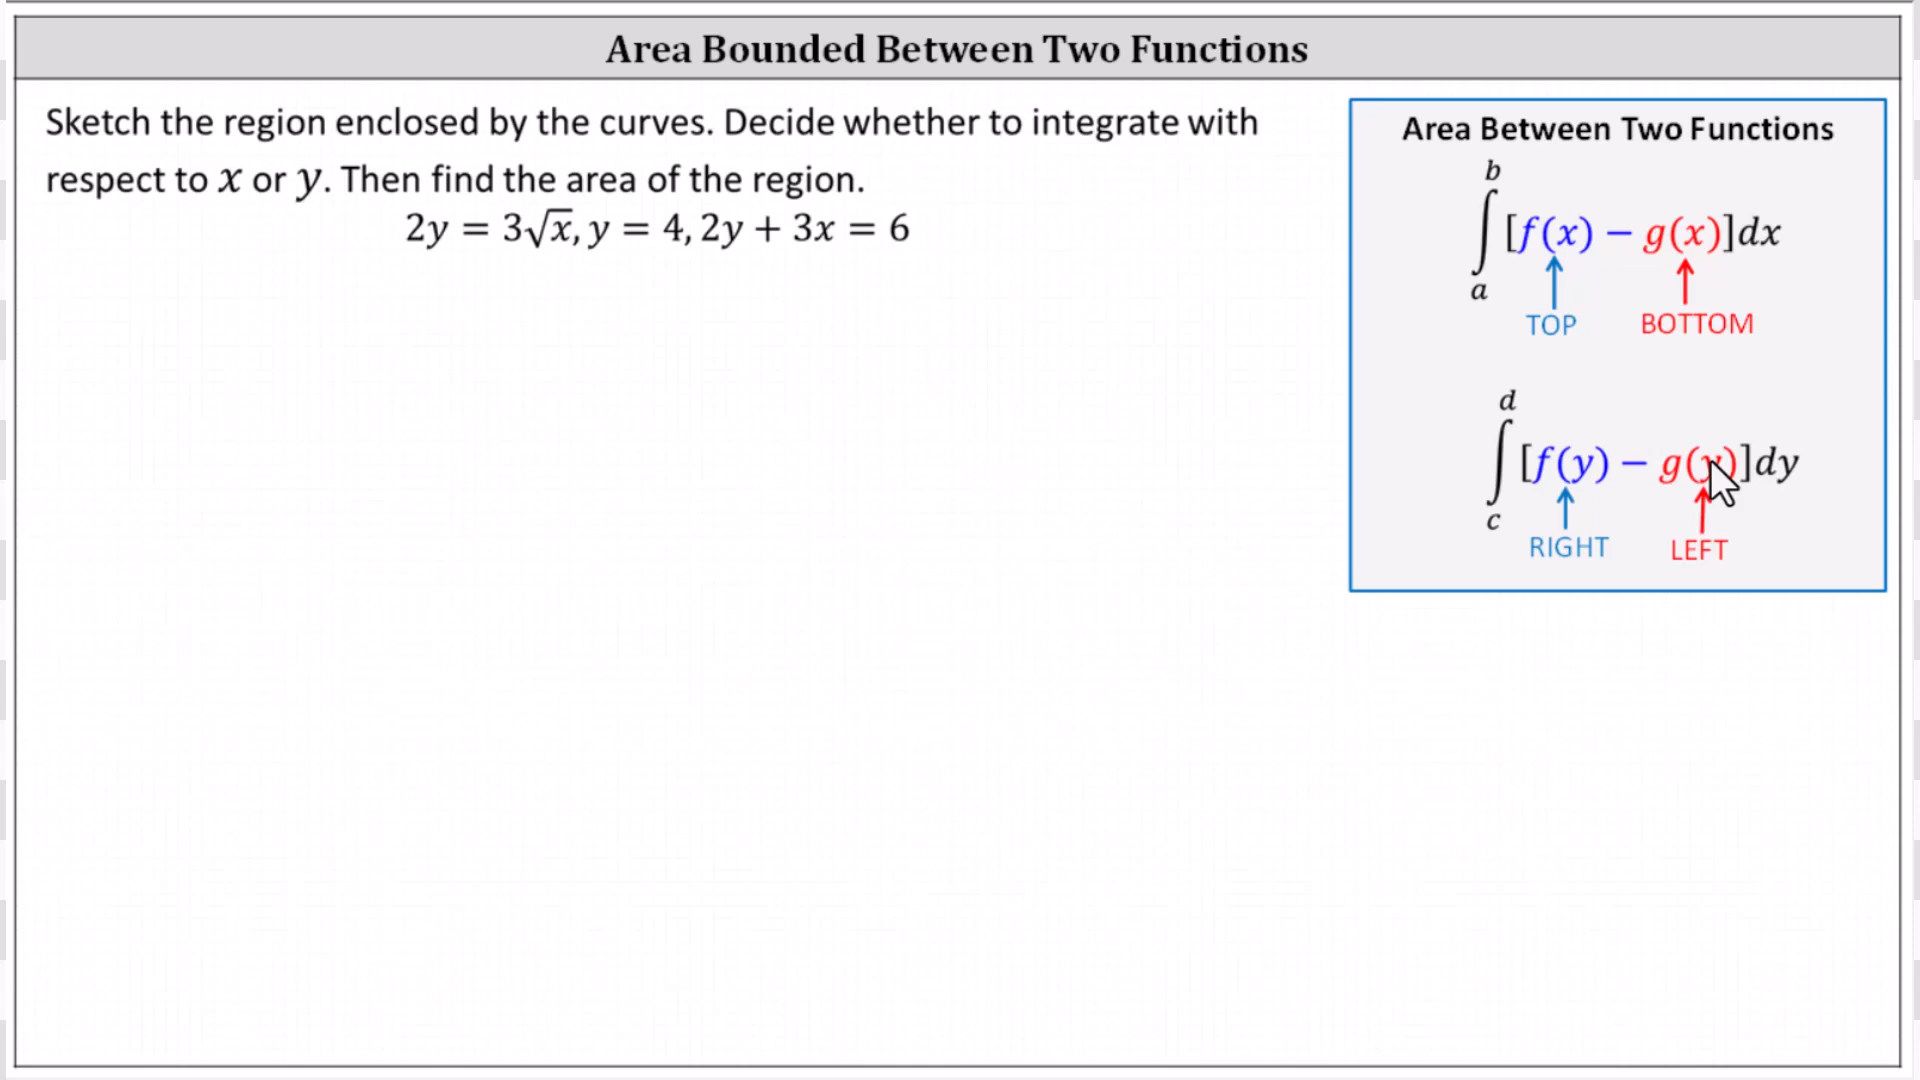 Area Bounded Between Two Functions
Sketch the region enclosed by the curves. Decide whether to integrate with
respect to x or y. Then find the area of the region.
2y = 3√x, y = 4, 2y + 3x = 6
Area Between Two Functions
b
∫ [f(x) − g(x)]dx
a
TOP BOTTOM
d
∫ [f(y) − g(y)]dy
c
RIGHT LEFT